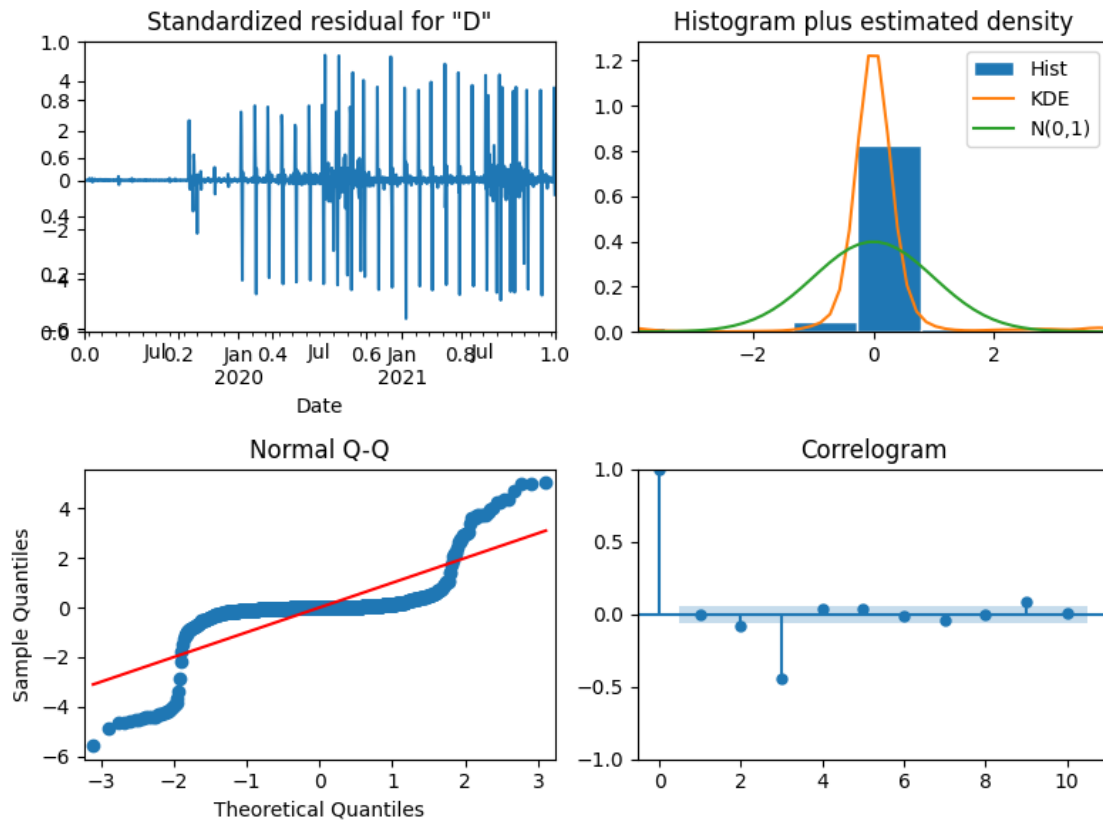 Standardized residual for "D"
1.0
4
0.8
2
0.6
0
0.4
−2
0.2
−4
−6
0.0
0.0 Jul 0.2 Jan 0.4 Jul 0.6 Jan 0.8 Jul 1.0
2020 2021
Date
Histogram plus estimated density
1.2
1.0
0.8
0.6
0.4
0.2
0.0
Hist
KDE
N(0,1)
−2 0 2
Normal Q-Q
Sample Quantiles
4
2
0
−2
−4
−6
−3 −2 −1 0 1 2 3
Theoretical Quantiles
Correlogram
1.0
0.5
0.0
−0.5
−1.0
0 2 4 6 8 10